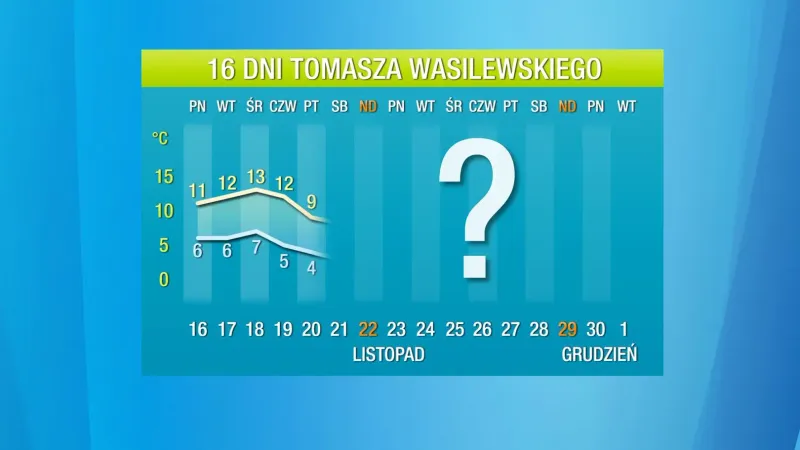 16 DNI TOMASZA WASILEWSKIEGO
PN WT ŚR CZW PT SB ND PN WT ŚR CZW PT SB ND PN WT
°C
15
10
5
0
11 12 13 12 9
6 6 7 5 4
?
16 17 18 19 20 21 22 23 24 25 26 27 28 29 30 1
LISTOPAD GRUDZIEŃ